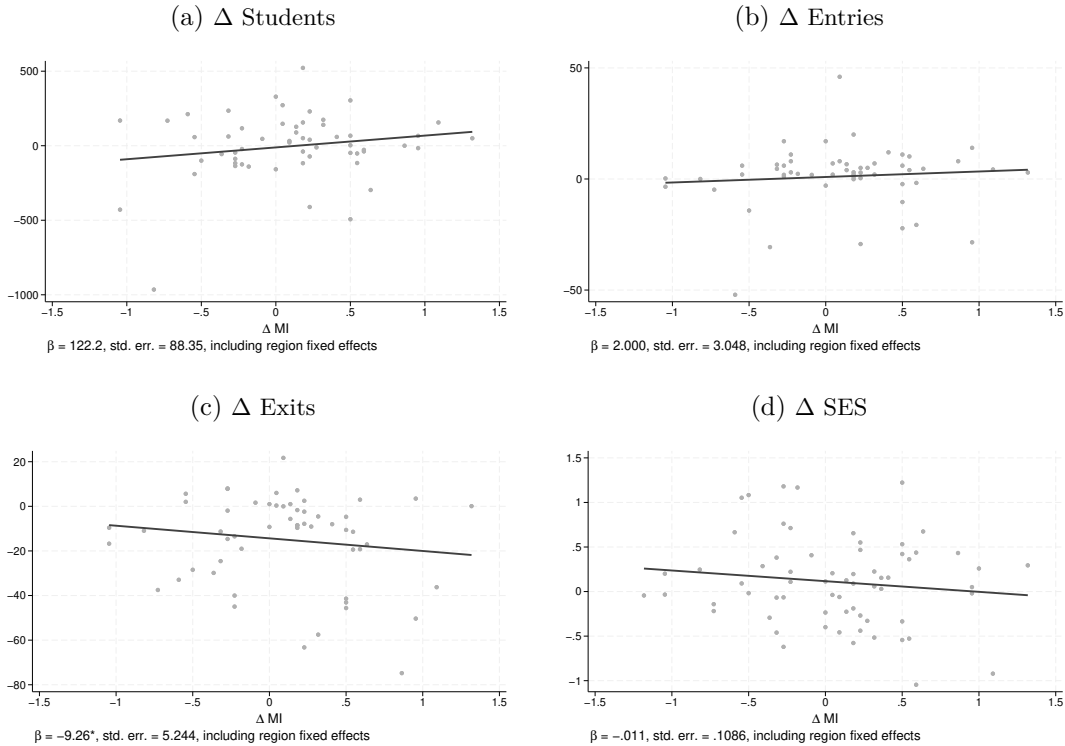 (a) Δ Students
500
0
−500
−1000
−1.5 −1 −.5 0 .5 1 1.5
Δ MI
β = 122.2, std. err. = 88.35, including region fixed effects
(b) Δ Entries
50
0
−50
−1.5 −1 −.5 0 .5 1 1.5
Δ MI
β = 2.000, std. err. = 3.048, including region fixed effects
(c) Δ Exits
20
0
−20
−40
−60
−80
−1.5 −1 −.5 0 .5 1 1.5
Δ MI
β = −9.26*, std. err. = 5.244, including region fixed effects
(d) Δ SES
1.5
1
.5
0
−.5
−1
−1.5 −1 −.5 0 .5 1 1.5
Δ MI
β = −.011, std. err. = .1086, including region fixed effects